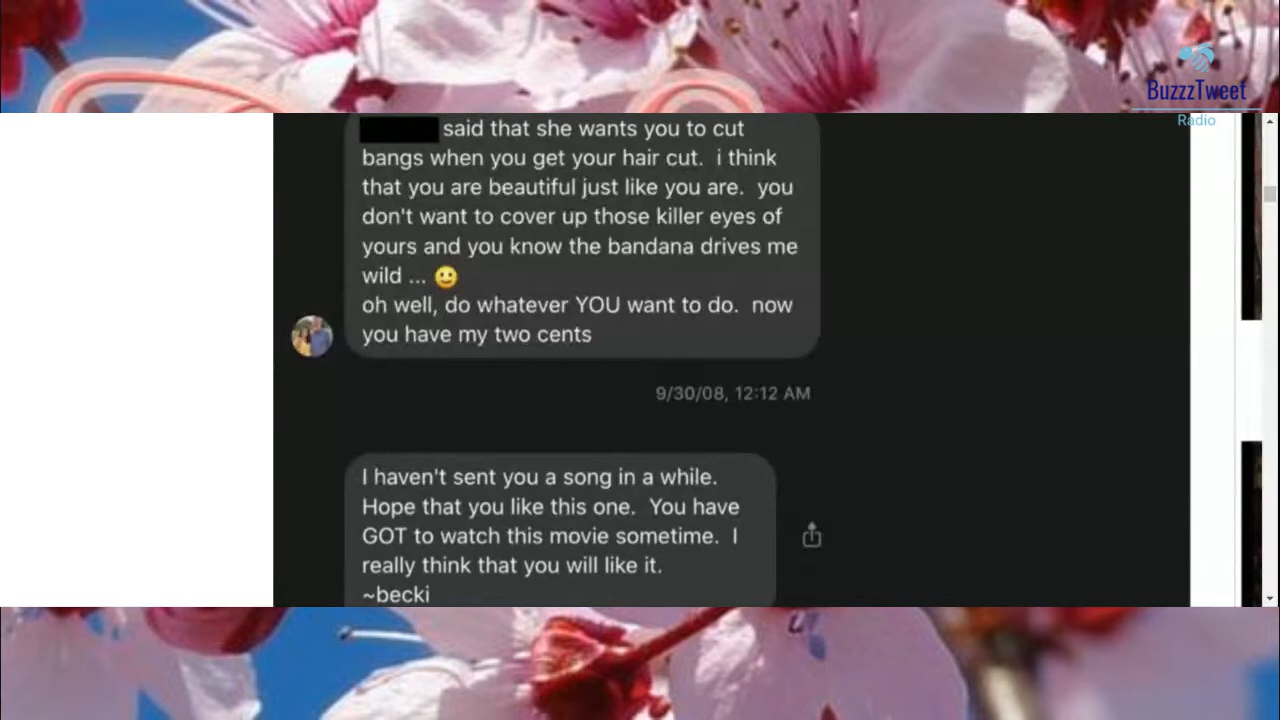 BuzzzTweet
Radio
said that she wants you to cut
bangs when you get your hair cut.  i think
that you are beautiful just like you are.  you
don't want to cover up those killer eyes of
yours and you know the bandana drives me
wild ... 🙂
oh well, do whatever YOU want to do.  now
you have my two cents
9/30/08, 12:12 AM
I haven't sent you a song in a while.
Hope that you like this one.  You have
GOT to watch this movie sometime.  I
really think that you will like it.
~becki